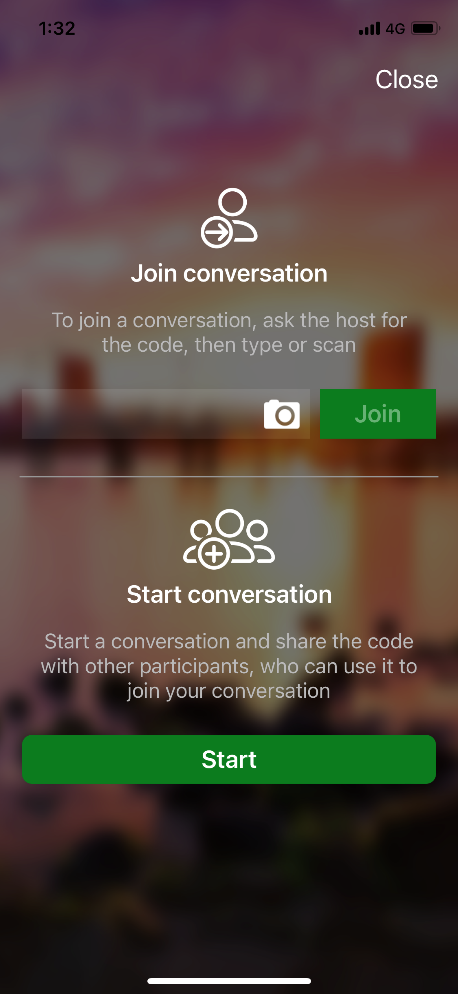 1:32
4G
Close
Join conversation
To join a conversation, ask the host for
the code, then type or scan
Join
Start conversation
Start a conversation and share the code
with other participants, who can use it to
join your conversation
Start